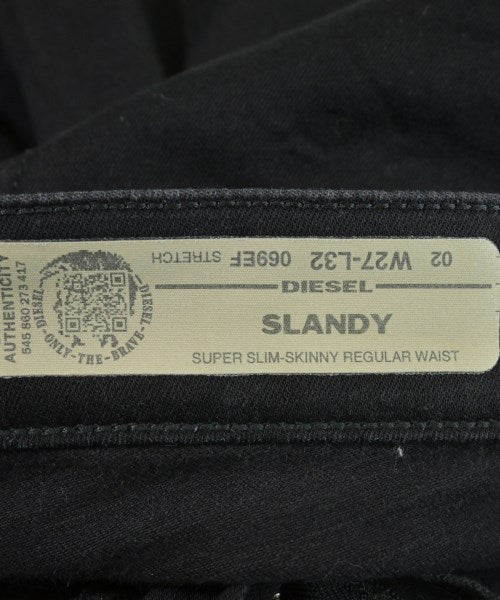 AUTHENTICITY
545 860 273 417
DIESEL
ONLY-THE-BRAVE
DIESEL
02 W27-L32 069EF STRETCH
DIESEL
SLANDY
SUPER SLIM-SKINNY REGULAR WAIST